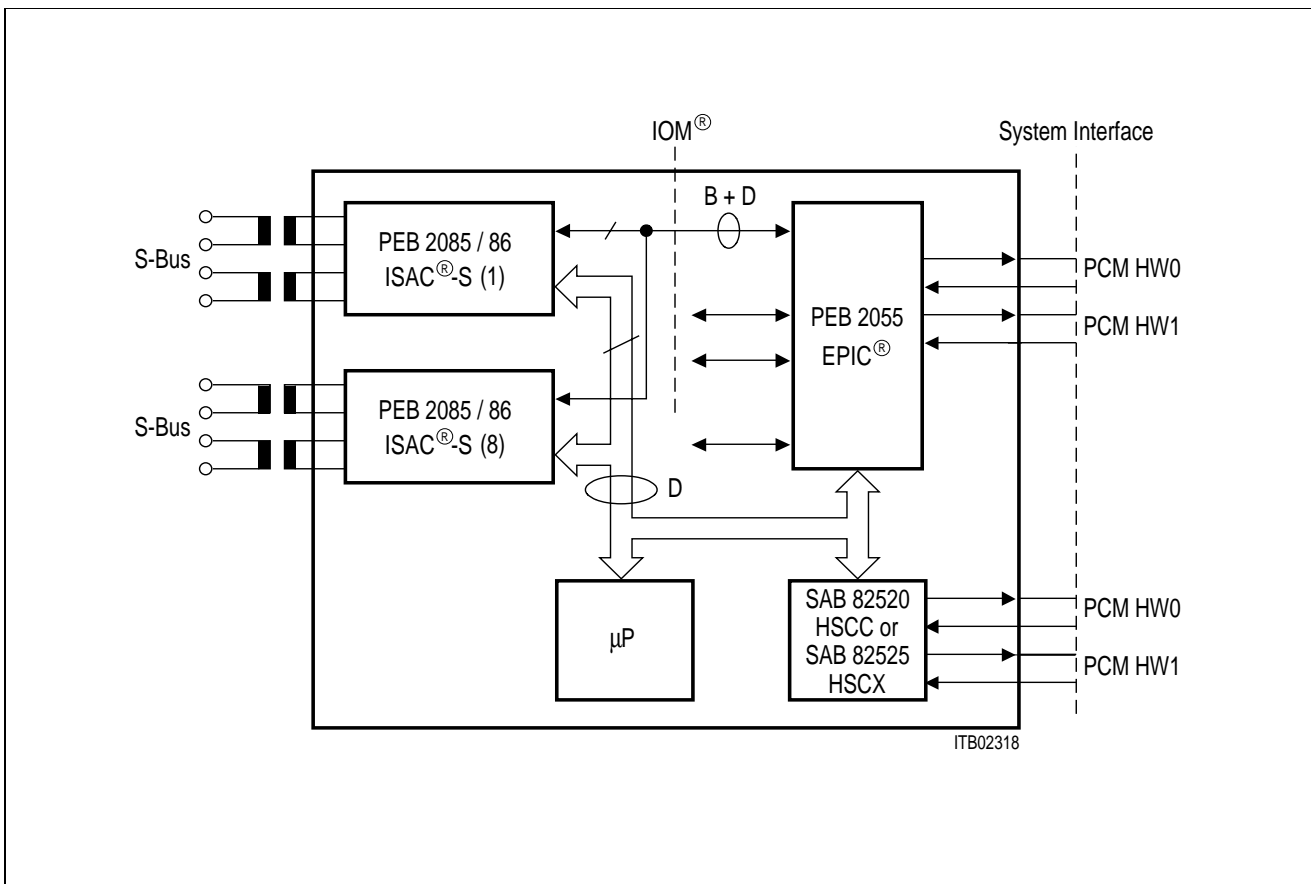 IOM® System Interface
B + D
PEB 2085 / 86
ISAC®-S (1)
S-Bus
PEB 2055
EPIC®
PCM HW0
PCM HW1
PEB 2085 / 86
ISAC®-S (8)
S-Bus
D
µP
SAB 82520
HSCC or
SAB 82525
HSCX
PCM HW0
PCM HW1
ITB02318